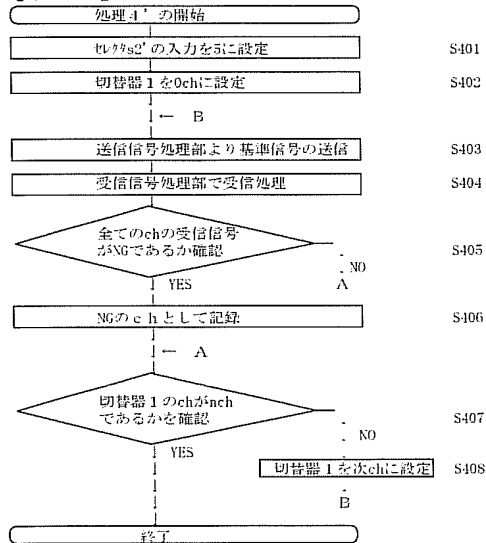 処理４’の開始
ｾﾚｸﾀs2'の入力を5に設定 S401
切替器１を0chに設定 S402
← B
送信信号処理部より基準信号の送信 S403
受信信号処理部で受信処理 S404
全てのchの受信信号
がNGであるか確認 S405
NO
YES A
NGのｃｈとして記録 S406
← A
切替器１のchがnch
であるかを確認 S407
NO
YES
切替器１を次chに設定 S408
B
終了